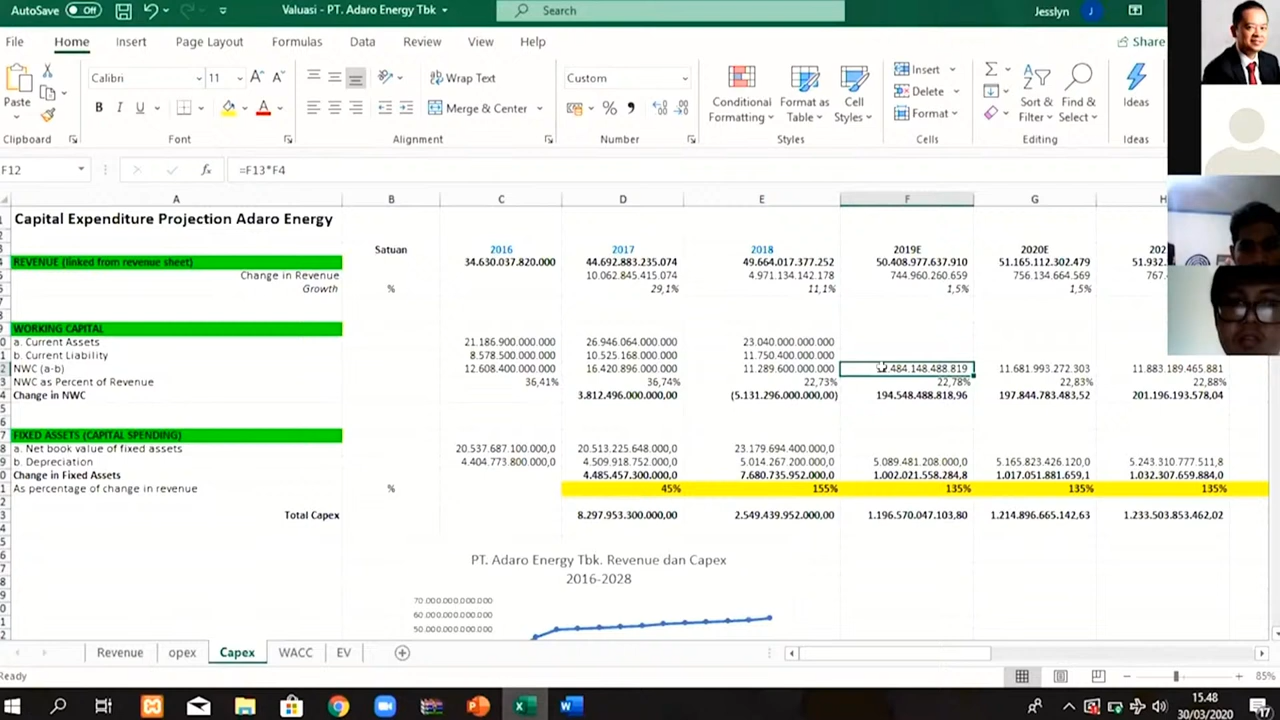 AutoSave Off Valuasi - PT. Adaro Energy Tbk Search Jesslyn J
File Home Insert Page Layout Formulas Data Review View Help Share
Calibri 11 Wrap Text Custom Insert
Paste Merge & Center Conditional Formatting Format as Table Cell Styles Delete Sort & Filter Find & Select Ideas
Format
Clipboard Font Alignment Number Styles Cells Editing Ideas
F12 =F13*F4
A B C D E F G H
Capital Expenditure Projection Adaro Energy
Satuan 2016 2017 2018 2019E 2020E
REVENUE (linked from revenue sheet) 34.630.037.820.000 44.692.883.235.074 49.664.017.377.252 50.408.977.637.910 51.165.112.302.479 51.932.
Change in Revenue 10.062.845.415.074 4.971.134.142.178 744.960.260.659 756.134.664.569 767.
Growth % 29,1% 11,1% 1,5% 1,5%
WORKING CAPITAL
a. Current Assets 21.186.900.000.000 26.946.064.000.000 23.040.000.000.000
b. Current Liability 8.578.500.000.000 10.525.168.000.000 11.750.400.000.000
NWC (a-b) 12.608.400.000.000 16.420.896.000.000 11.289.600.000.000 .484.148.488.819 11.681.993.272.303 11.883.189.465.881
NWC as Percent of Revenue 36,41% 36,74% 22,73% 22,78% 22,83% 22,88%
Change in NWC 3.812.496.000.000,00 (5.131.296.000.000,00) 194.548.488.818,96 197.844.783.483,52 201.196.193.578,04
FIXED ASSETS (CAPITAL SPENDING)
a. Net book value of fixed assets 20.537.687.100.000,0 20.513.225.648.000,0 23.179.694.400.000,0
b. Depreciation 4.404.773.800.000,0 4.509.918.752.000,0 5.014.267.200.000,0 5.089.481.208.000,0 5.165.823.426.120,0 5.243.310.777.511,8
Change in Fixed Assets 4.485.457.300.000,0 7.680.735.952.000,0 1.002.021.558.284,8 1.017.051.881.659,1 1.032.307.659.884,0
As percentage of change in revenue % 45% 155% 135% 135% 135%
Total Capex 8.297.953.300.000,00 2.549.439.952.000,00 1.196.570.047.103,80 1.214.896.665.142,63 1.233.503.853.462,02
PT. Adaro Energy Tbk. Revenue dan Capex
2016-2028
70.000.000.000.000
60.000.000.000.000
50.000.000.000.000
Revenue opex Capex WACC EV
Ready 85%
15.48
30/03/2020 17